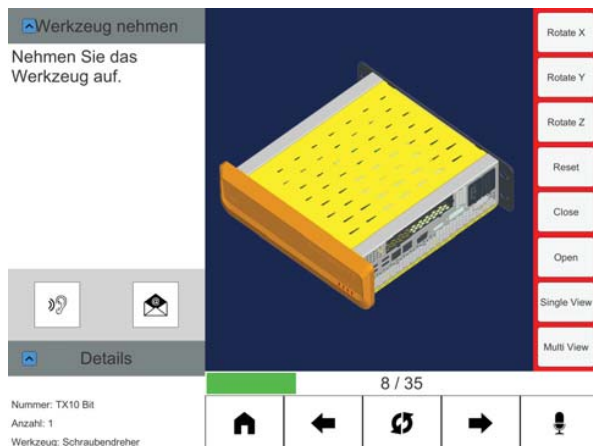 Werkzeug nehmen
Nehmen Sie das
Werkzeug auf.
Details
Nummer: TX10 Bit
Anzahl: 1
Werkzeug: Schraubendreher
8 / 35
Rotate X
Rotate Y
Rotate Z
Reset
Close
Open
Single View
Multi View